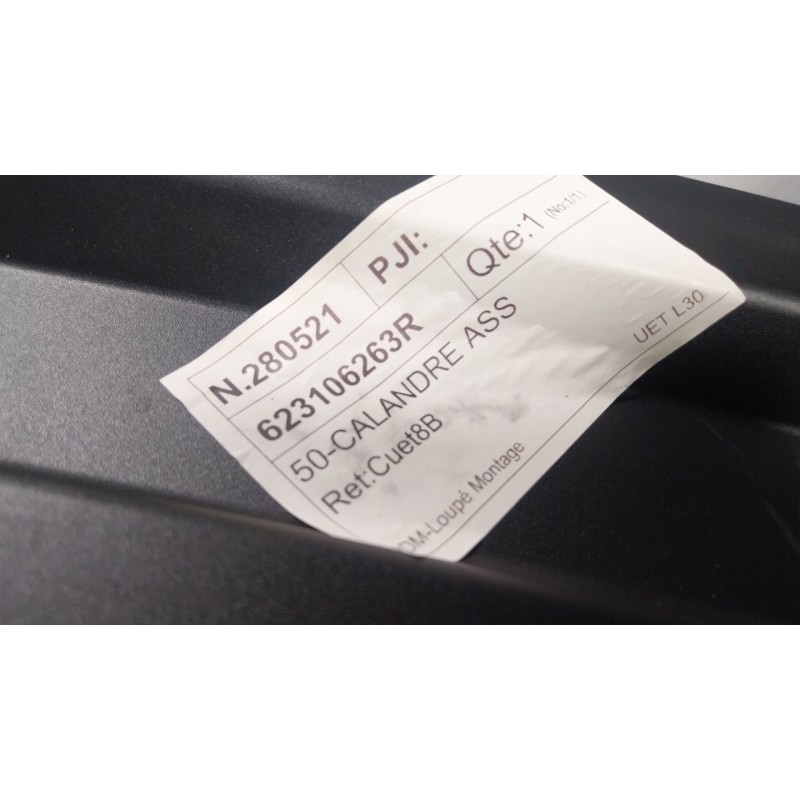 N.280521 PJI: Qte:1 (No:1/1)
623106263R
50-CALANDRE ASS
Ret:Cuet8B UET L30
DM-Loupé Montage